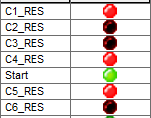 C1_RES
C2_RES
C3_RES
C4_RES
Start
C5_RES
C6_RES